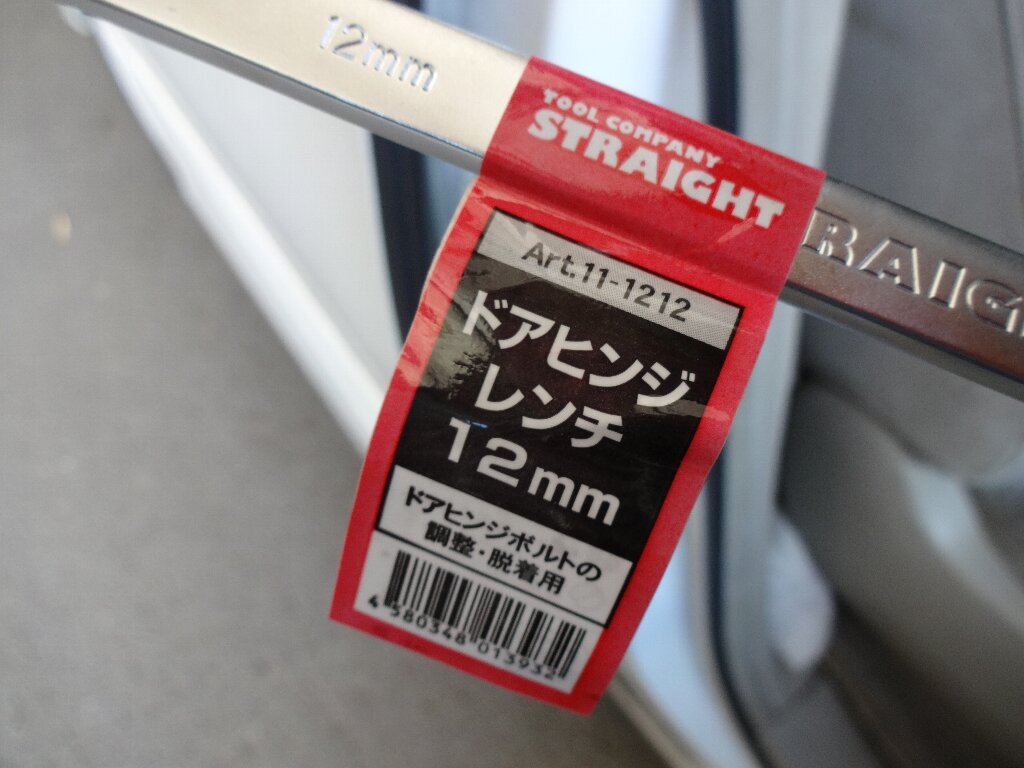 12mm
TOOL COMPANY
STRAIGHT
RAIG
Art.11-1212
ドアヒンジ
レンチ
12mm
ドアヒンジボルトの
調整・脱着用
4 580348 013932